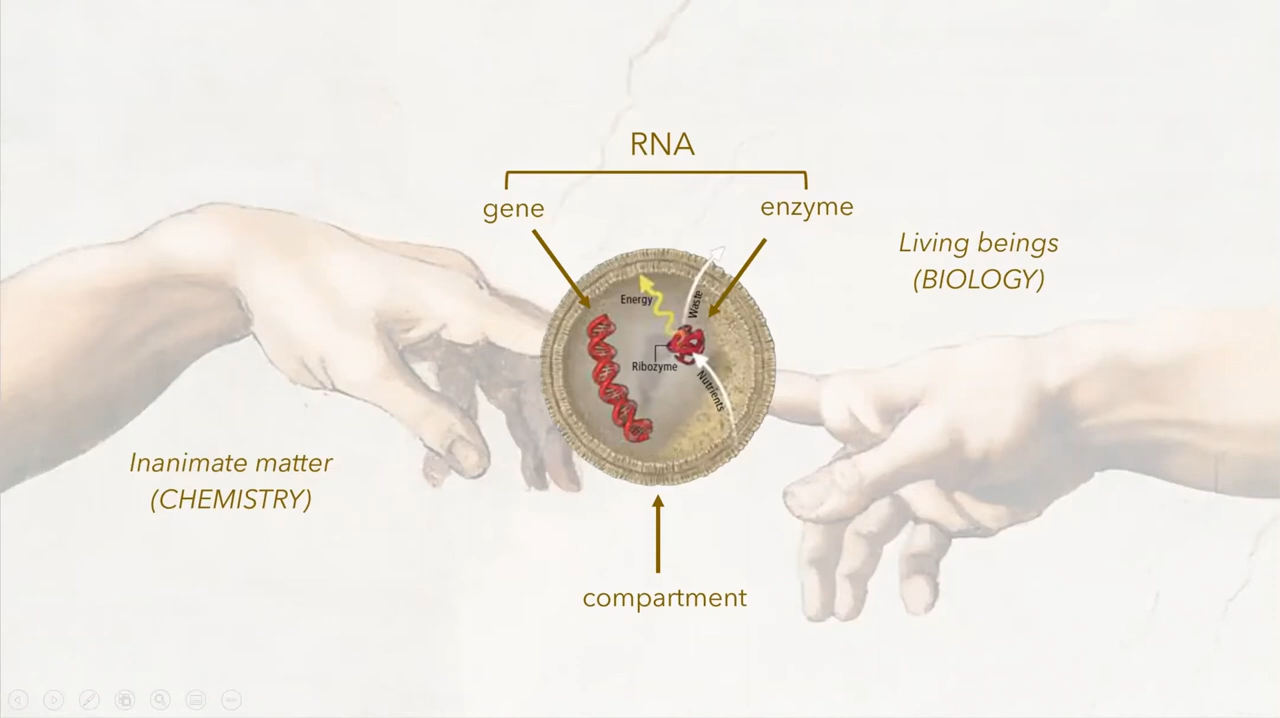 RNA
gene
enzyme
Living beings
(BIOLOGY)
Energy
Waste
Ribozyme
Nutrients
Inanimate matter
(CHEMISTRY)
compartment